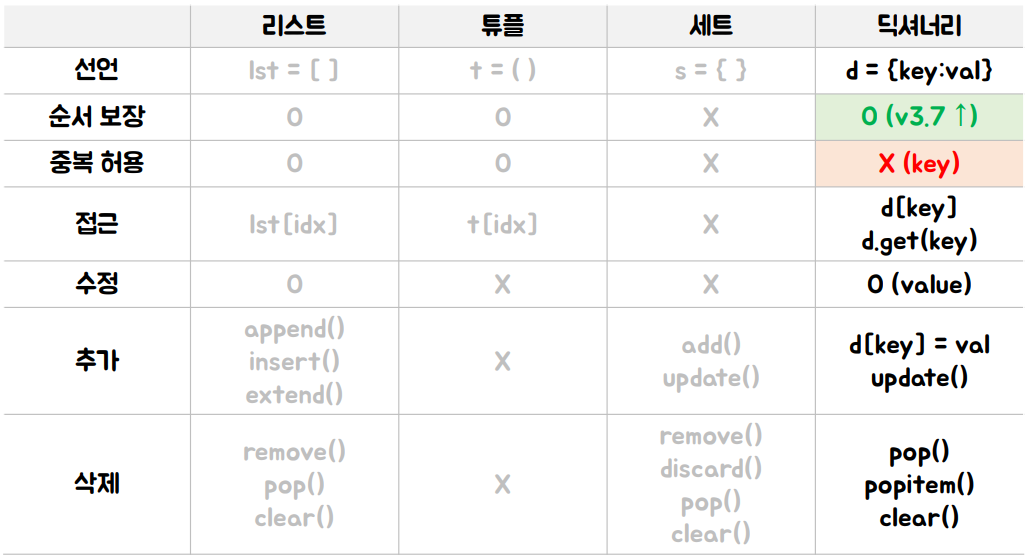 리스트 튜플 세트 딕셔너리
선언 lst = [ ] t = ( ) s = { } d = {key:val}
순서 보장 O O X O (v3.7 ↑)
중복 허용 O O X X (key)
접근 lst[idx] t[idx] X d[key]
d.get(key)
수정 O X X O (value)
추가 append()
insert()
extend()
X
add()
update()
d[key] = val
update()
삭제 remove()
pop()
clear()
X
remove()
discard()
pop()
clear()
pop()
popitem()
clear()